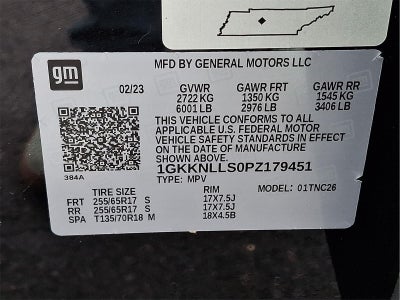 gm
MFD BY GENERAL MOTORS LLC
02/23 GVWR GAWR FRT GAWR RR
2722 KG 1350 KG 1545 KG
6001 LB 2976 LB 3406 LB
THIS VEHICLE CONFORMS TO ALL
APPLICABLE U.S. FEDERAL MOTOR
VEHICLE SAFETY STANDARDS IN EFFECT
ON THE DATE OF MANUFACTURE
SHOWN ABOVE.
1GKKNLLS0PZ179451
384A TYPE: MPV
TIRE SIZE RIM MODEL: 01TNC26
FRT 255/65R17 S 17X7.5J
RR 255/65R17 S 17X7.5J
SPA T135/70R18 M 18X4.5B